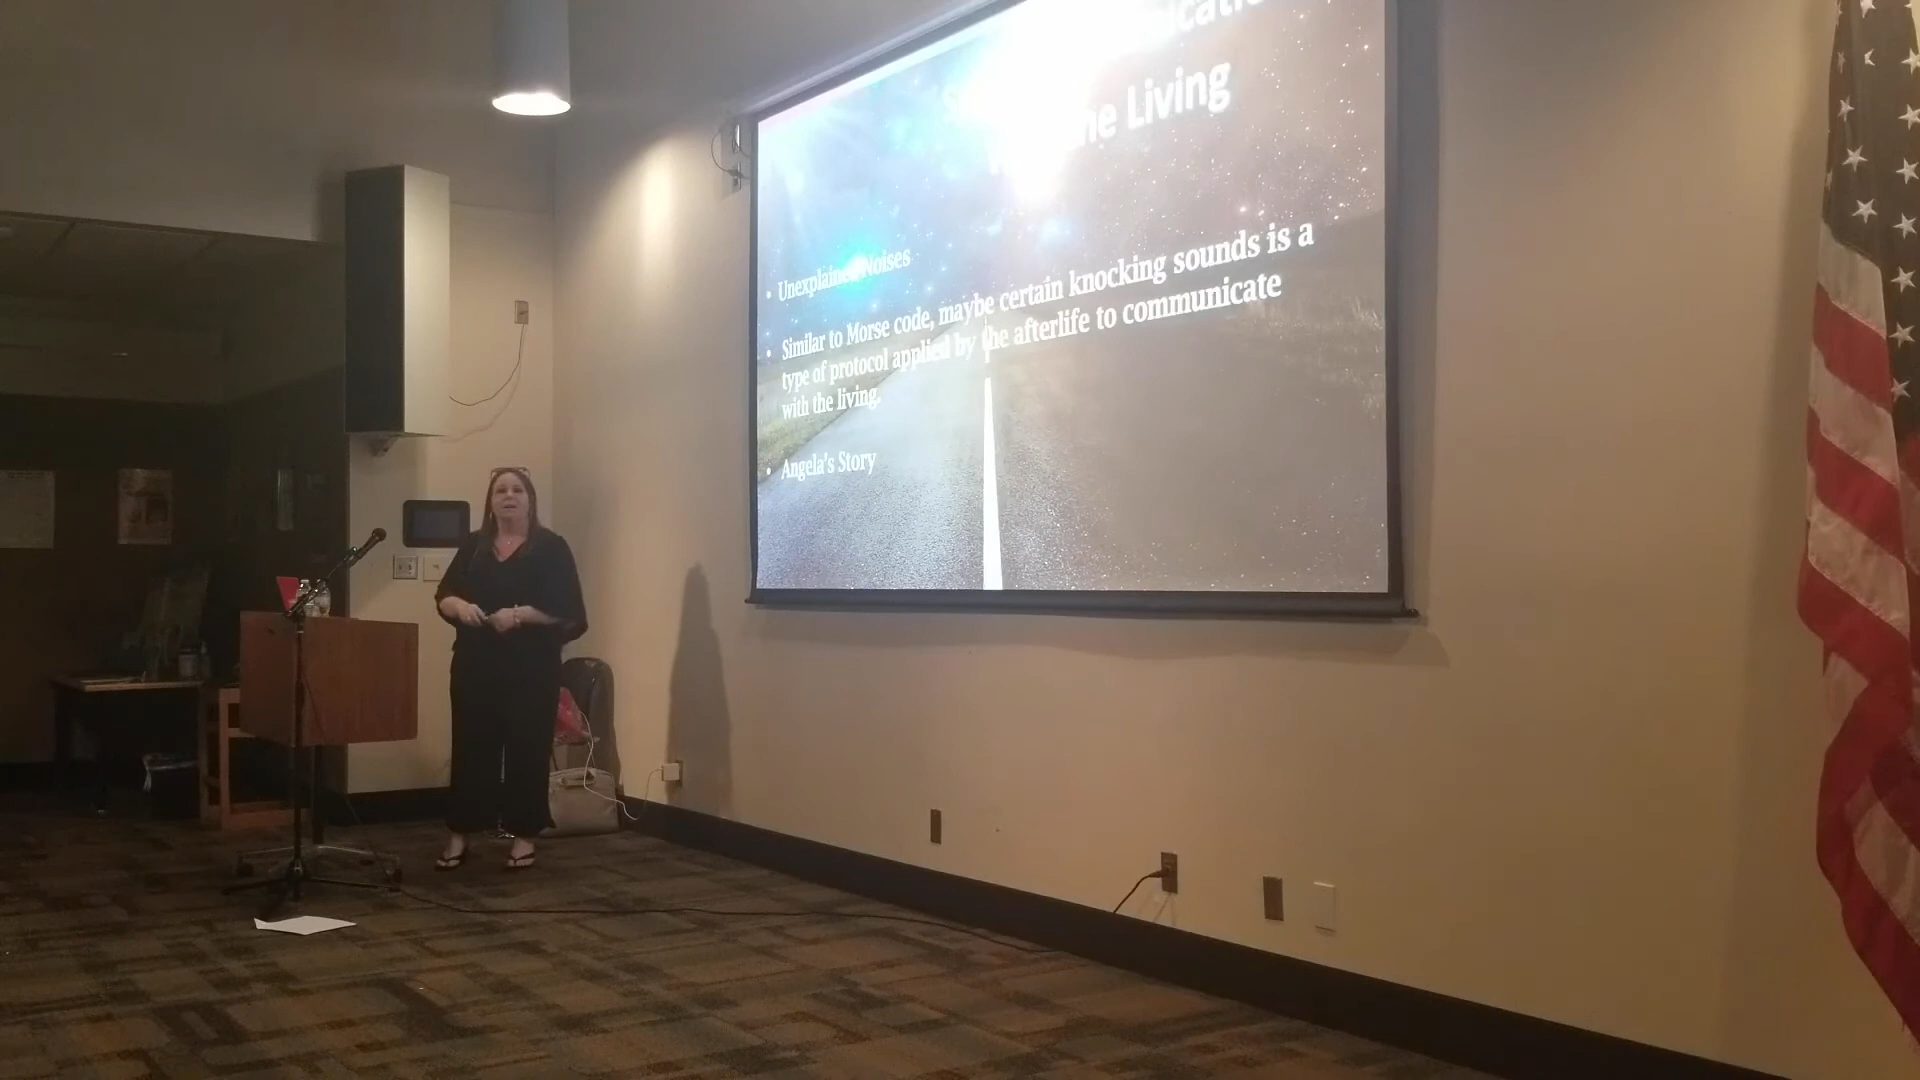 he Living
• Unexplained Noises
• Similar to Morse code, maybe certain knocking sounds is a
type of protocol applied by the afterlife to communicate
with the living.
• Angela's Story